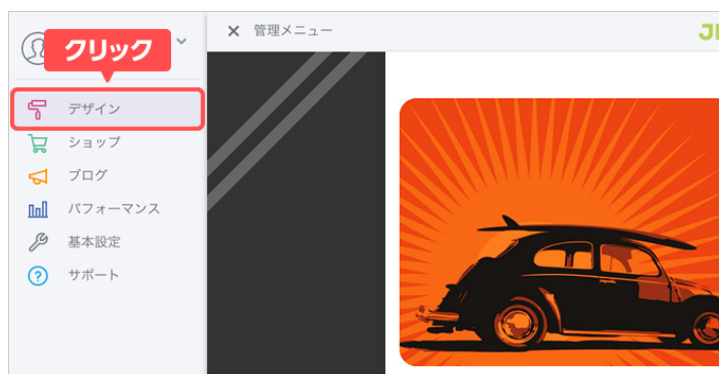 クリック
× 管理メニュー
デザイン
ショップ
ブログ
パフォーマンス
基本設定
サポート